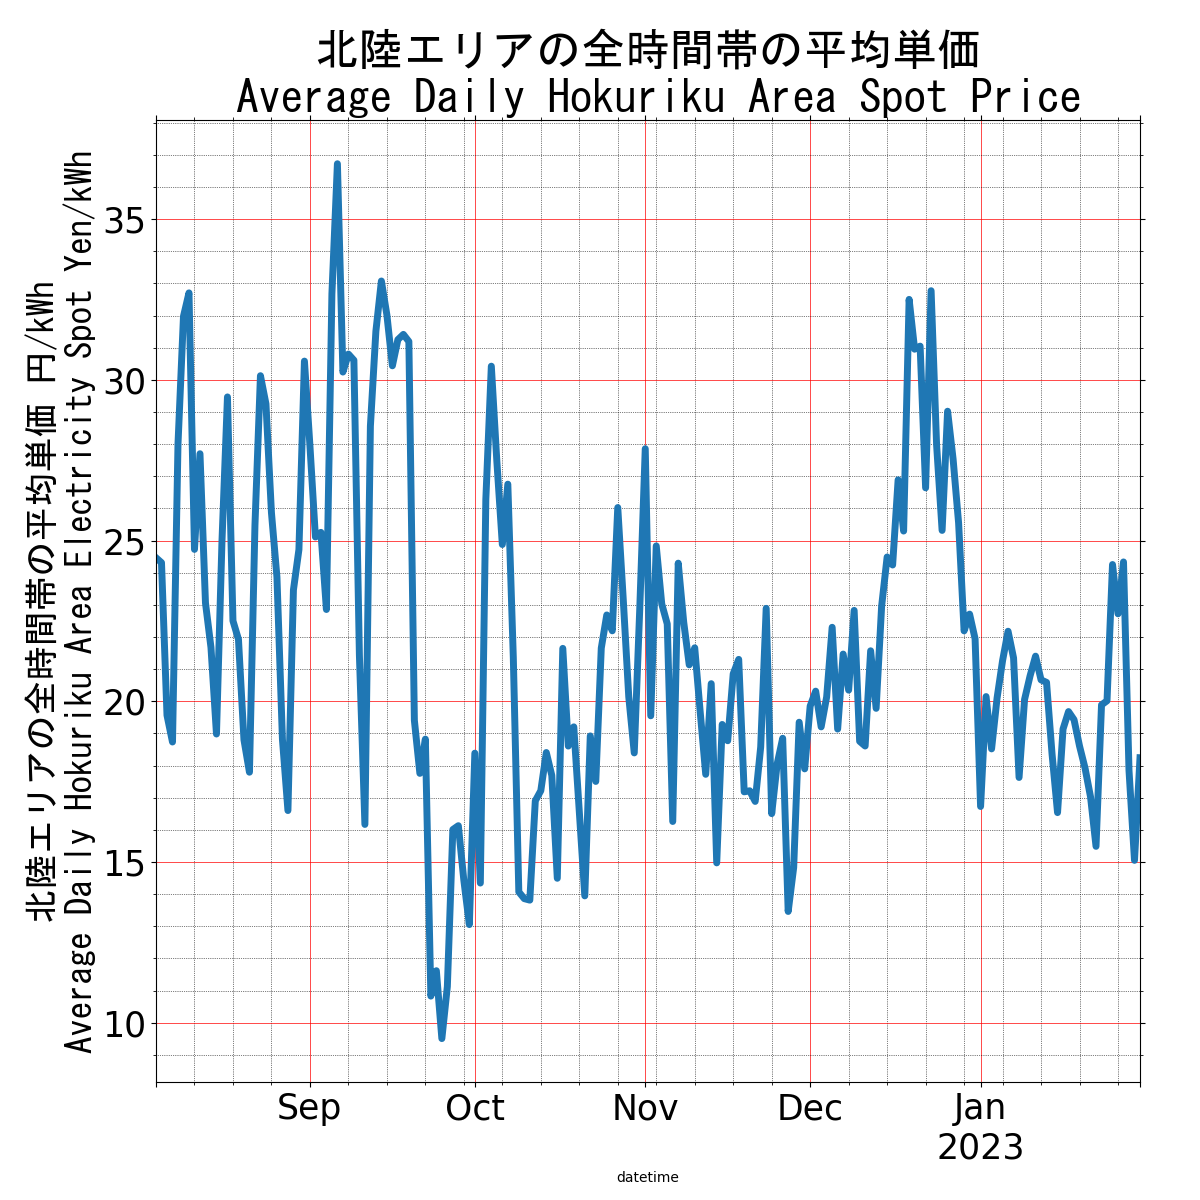 北陸エリアの全時間帯の平均単価
Average Daily Hokuriku Area Spot Price
北陸エリアの全時間帯の平均単価 円/kWh
Average Daily Hokuriku Area Electricity Spot Yen/kWh
35
30
25
20
15
10
Sep Oct Nov Dec Jan
2023
datetime